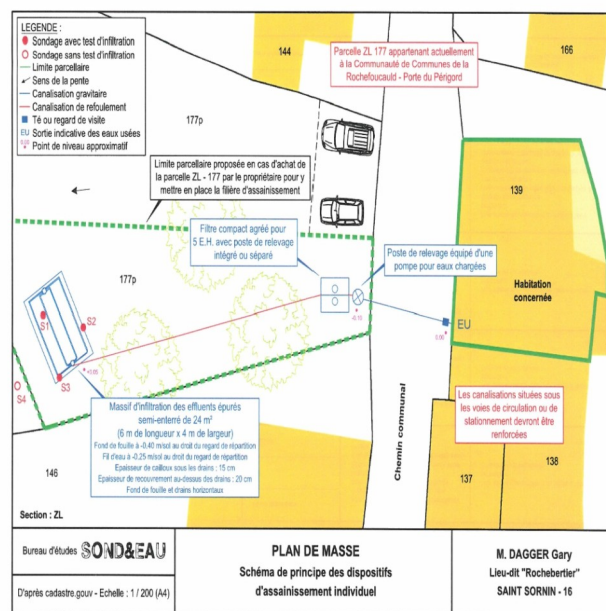 LEGENDE :
Sondage avec test d'infiltration
Sondage sans test d'infiltration
Limite parcellaire
Sens de la pente
Canalisation gravitaire
Canalisation de refoulement
Té ou regard de visite
EU Sortie indicative des eaux usées
Point de niveau approximatif
144
166
Parcelle ZL 177 appartenant actuellement
à la Communauté de Communes de la
Rochefoucauld - Porte du Périgord
177p
Limite parcellaire proposée en cas d'achat de
la parcelle ZL - 177 par le propriétaire pour y
mettre en place la filière d'assainissement
139
Filtre compact agréé pour
5 E.H. avec poste de relevage
intégré ou séparé
Poste de relevage équipé d'une
pompe pour eaux chargées
Habitation
concernée
177p
S1
S2
S3
S4
EU
Massif d'infiltration des effluents épurés
semi-enterré de 24 m²
(6 m de longueur x 4 m de largeur)
Fond de fouille à -0.40 m/sol au droit du regard de répartition
Fil d'eau à -0.25 m/sol au droit du regard de répartition
Epaisseur de cailloux sous les drains : 15 cm
Epaisseur de recouvrement au-dessus des drains : 20 cm
Fond de fouille et drains horizontaux
Les canalisations situées sous
les voies de circulation ou de
stationnement devront être
renforcées
Chemin communal
146
137
138
Section : ZL
Bureau d'études SOND&EAU
D'après cadastre.gouv - Echelle : 1 / 200 (A4)
PLAN DE MASSE
Schéma de principe des dispositifs
d'assainissement individuel
M. DAGGER Gary
Lieu-dit "Rochebertier"
SAINT SORNIN - 16